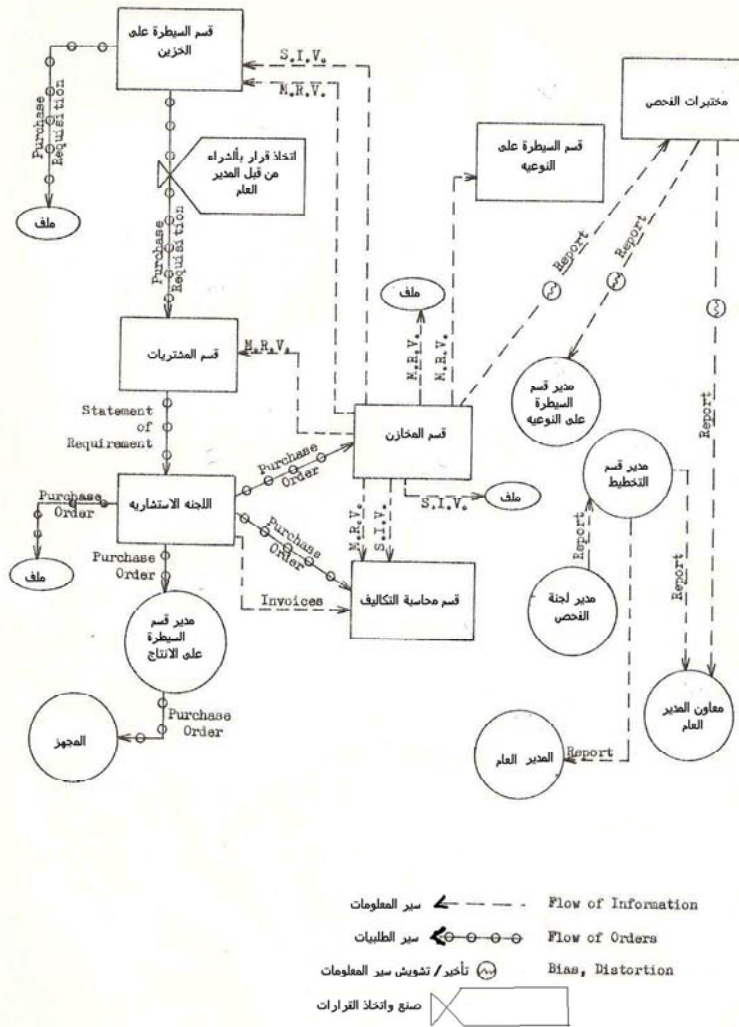 قسم السيطرة على
الخزين
S.I.V.
M.R.V.
Purchase
Requisition
ملف
اتخاذ قرار بألشراء
من قبل المدير
العام
Purchase
Requisition
قسم السيطرة على
النوعيه
مختبرات الفحص
Report
Report
Report
ملف
M.R.V.
M.R.V.
قسم المشتريات
M.R.V.
مدير قسم
السيطرة
على النوعيه
Statement
of
Requirement
قسم المخازن
Purchase
Order
مدير قسم
التخطيط
Purchase
Order
اللجنه الاستشاريه
S.I.V.
ملف
M.R.V.
S.I.V.
Purchase
Order
Report
Report
ملف
Purchase
Order
Invoices
قسم محاسبة التكاليف
مدير لجنة
الفحص
مدير قسم
السيطرة
على الانتاج
معاون المدير
العام
Purchase
Order
المجهز
المدير العام
Report
سير المعلومات
Flow of Information
سير الطلبيات
Flow of Orders
تأخير/ تشويش سير المعلومات
Bias, Distortion
صنع واتخاذ القرارات